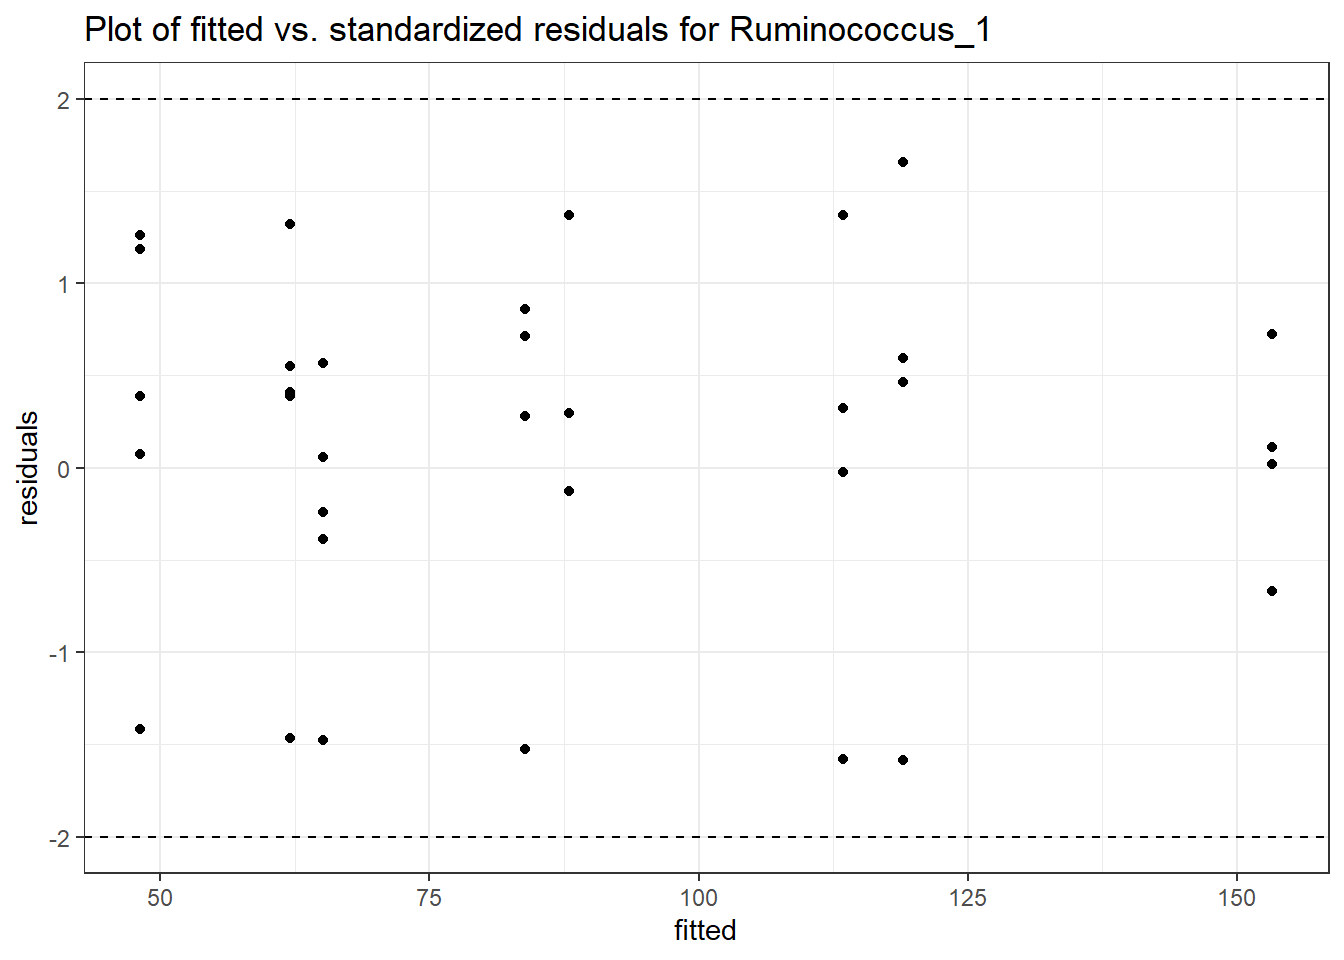 Plot of fitted vs. standardized residuals for Ruminococcus_1
2
1
0
-1
-2
residuals
50 75 100 125 150
fitted